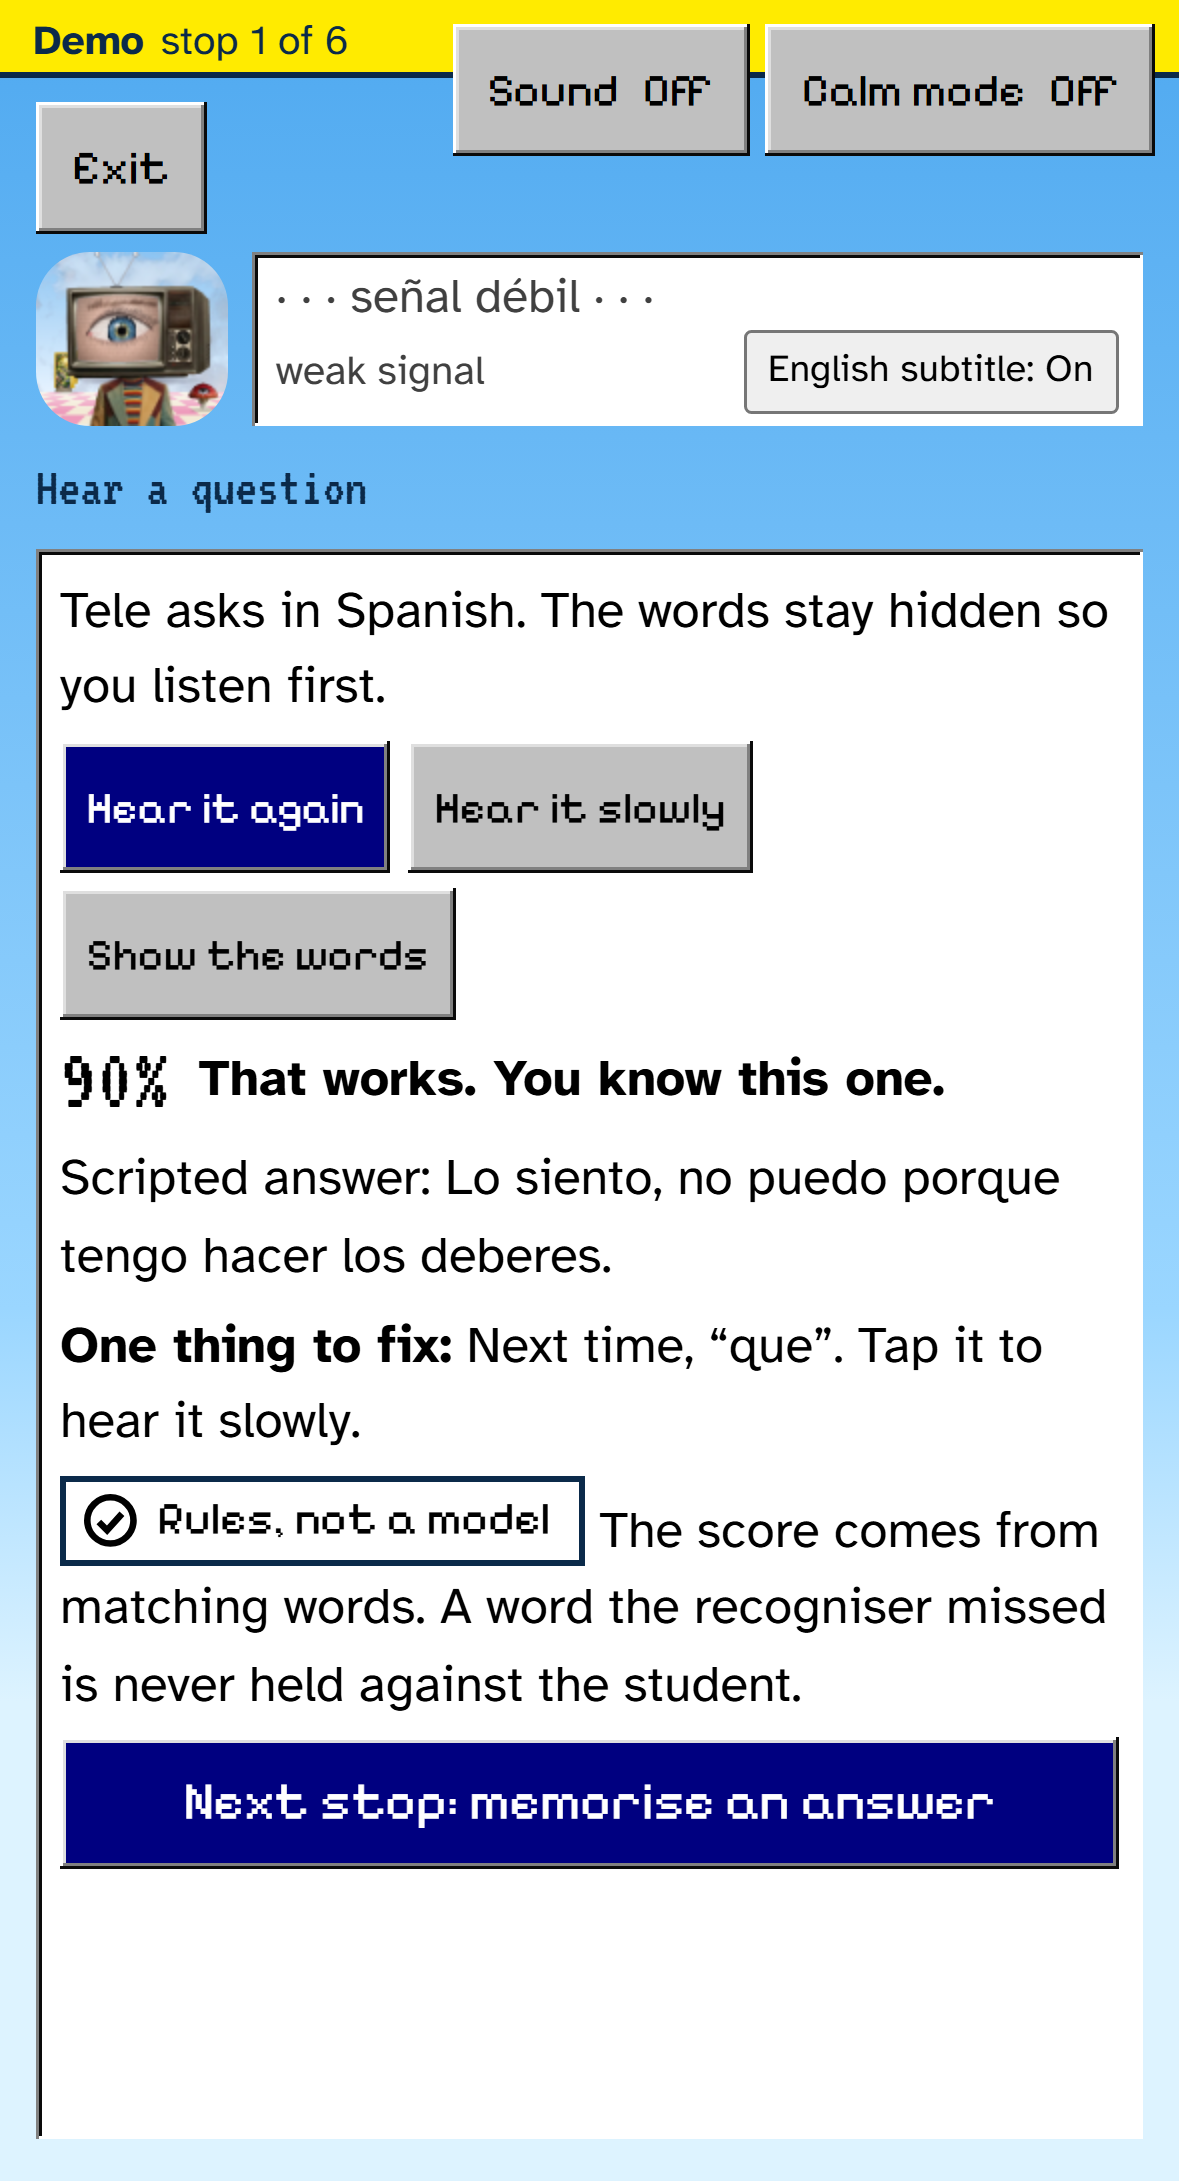 Demo stop 1 of 6
Sound Off
Calm mode Off
Exit
· · · señal débil · · ·
weak signal
English subtitle: On
Hear a question
Tele asks in Spanish. The words stay hidden so
you listen first.
Hear it again
Hear it slowly
Show the words
90% That works. You know this one.
Scripted answer: Lo siento, no puedo porque
tengo hacer los deberes.
One thing to fix: Next time, “que”. Tap it to
hear it slowly.
Rules, not a model The score comes from
matching words. A word the recogniser missed
is never held against the student.
Next stop: memorise an answer